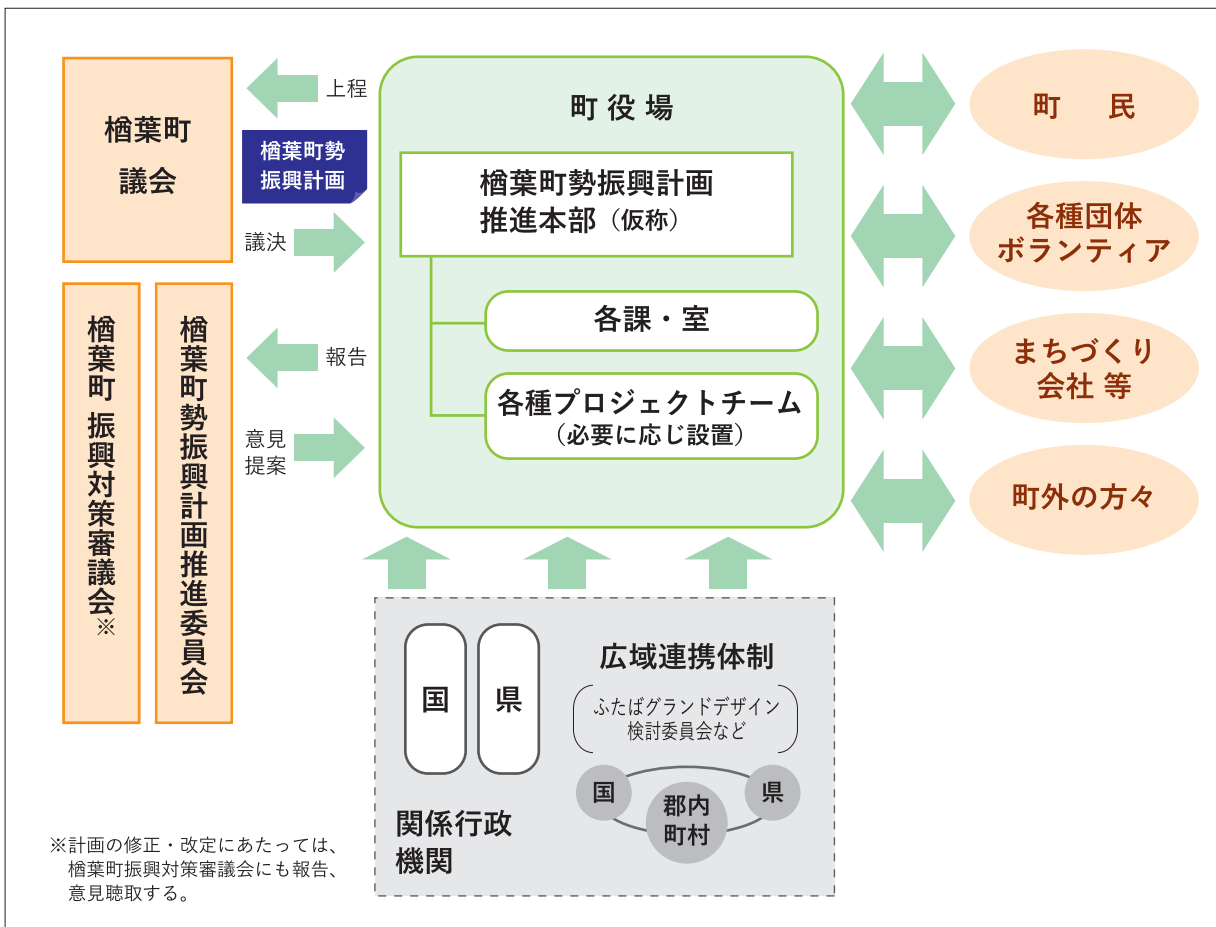 楢葉町
議会
上程
楢葉町勢
振興計画
議決
楢葉町 振興対策審議会※
楢葉町勢振興計画推進委員会
報告
意見
提案
町役場
楢葉町勢振興計画
推進本部（仮称）
各課・室
各種プロジェクトチーム
（必要に応じ設置）
町　民
各種団体
ボランティア
まちづくり
会社 等
町外の方々
国
県
関係行政
機関
広域連携体制
ふたばグランドデザイン
検討委員会など
国
郡内
町村
県
※計画の修正・改定にあたっては、
楢葉町振興対策審議会にも報告、
意見聴取する。